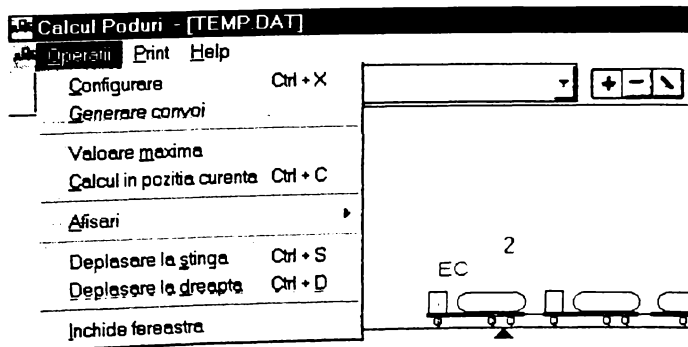 Calcul Poduri - [TEMP.DAT]
Operatii Print Help
Configurare Ctrl + X
Generare convoi
Valoare maxima
Calcul in pozitia curenta Ctrl + C
Afisari
Deplasare la stinga Ctrl + S
Deplasare la dreapta Ctrl + D
Inchide fereastra
2
EC